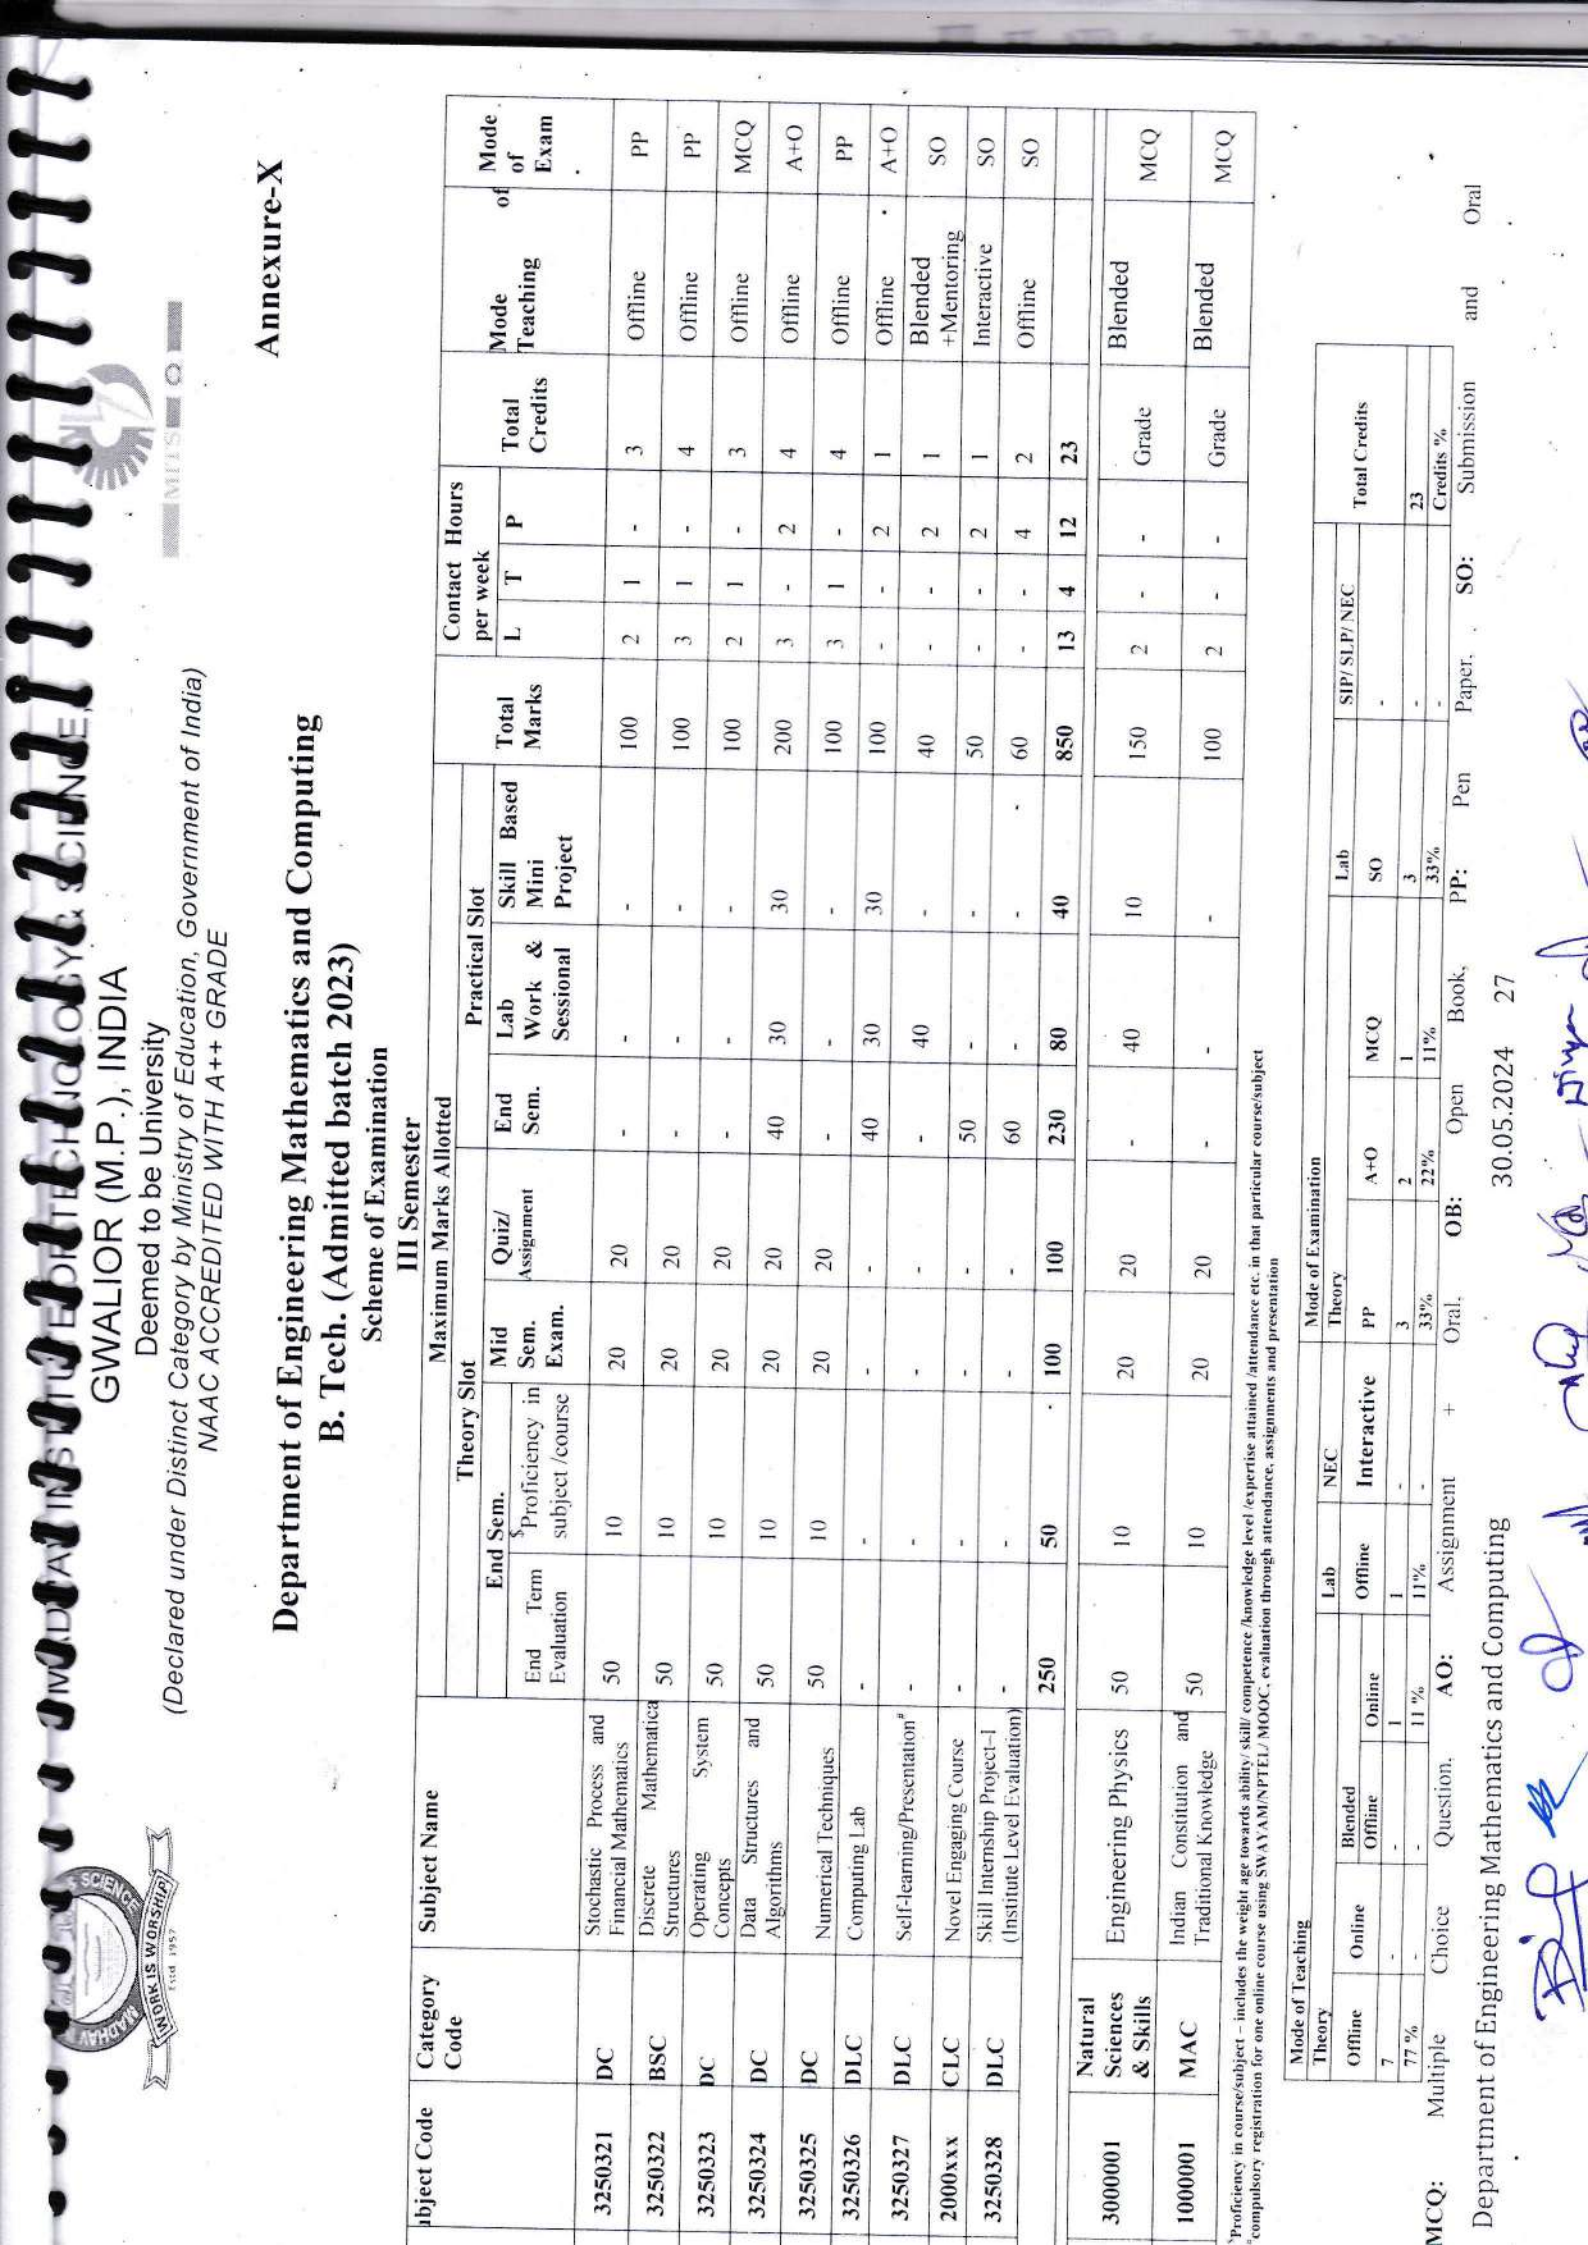 MADHAV INSTITUTE OF TECHNOLOGY & SCIENCE,
GWALIOR (M.P.), INDIA
Deemed to be University
(Declared under Distinct Category by Ministry of Education, Government of India)
NAAC ACCREDITED WITH A++ GRADE
WORK IS WORSHIP
Estd 1957
Annexure-X
Department of Engineering Mathematics and Computing
B. Tech. (Admitted batch 2023)
Scheme of Examination
III Semester
ubject Code Category Code Subject Name Maximum Marks Allotted Total Marks Contact Hours per week Total Credits Mode of Teaching Mode of Exam
Theory Slot Practical Slot
End Sem. Mid Sem. Exam. Quiz/ Assignment End Sem. Lab Work & Sessional Skill Based Mini Project L T P
End Term Evaluation $Proficiency in subject /course
3250321 DC Stochastic Process and Financial Mathematics 50 10 20 20 - - - 100 2 1 - 3 Offline PP
3250322 BSC Discrete Mathematica Structures 50 10 20 20 - - - 100 3 1 - 4 Offline PP
3250323 DC Operating System Concepts 50 10 20 20 - - - 100 2 1 - 3 Offline MCQ
3250324 DC Data Structures and Algorithms 50 10 20 20 40 30 30 200 3 - 2 4 Offline A+O
3250325 DC Numerical Techniques 50 10 20 20 - - - 100 3 1 - 4 Offline PP
3250326 DLC Computing Lab - - - - 40 30 30 100 - - 2 1 Offline A+O
3250327 DLC Self-learning/Presentation# - - - - - 40 - 40 - - 2 1 Blended +Mentoring SO
2000xxx CLC Novel Engaging Course - - - - 50 - - 50 - - 2 1 Interactive SO
3250328 DLC Skill Internship Project–I (Institute Level Evaluation) - - - - 60 - - 60 - - 4 2 Offline SO
250 50 100 100 230 80 40 850 13 4 12 23
3000001 Natural Sciences & Skills Engineering Physics 50 10 20 20 - 40 10 150 2 - - Grade Blended MCQ
1000001 MAC Indian Constitution and Traditional Knowledge 50 10 20 20 - - - 100 2 - - Grade Blended MCQ
$Proficiency in course/subject – includes the weight age towards ability/ skill/ competence /knowledge level /expertise attained /attendance etc. in that particular course/subject
#compulsory registration for one online course using SWAYAM/NPTEL/ MOOC, evaluation through attendance, assignments and presentation
Mode of Teaching Mode of Examination Total Credits
Theory Lab NEC Theory Lab SIP/ SLP/ NEC
Offline Online Blended Offline Interactive PP A+O MCQ SO
Offline Online
7 - - 1 1 - 3 2 1 3 - 23
77 % - - 11 % 11% - 33% 22% 11% 33% - Credits %
MCQ: Multiple Choice Question, AO: Assignment + Oral, OB: Open Book, PP: Pen Paper, SO: Submission and Oral
Department of Engineering Mathematics and Computing 30.05.2024 27